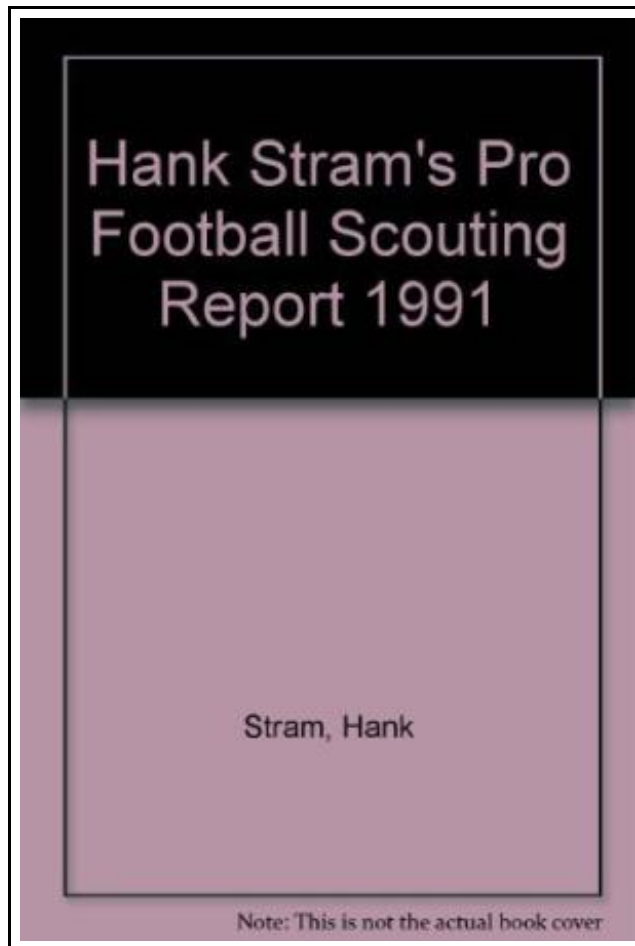 Hank Stram's Pro
Football Scouting
Report 1991
Stram, Hank
Note: This is not the actual book cover